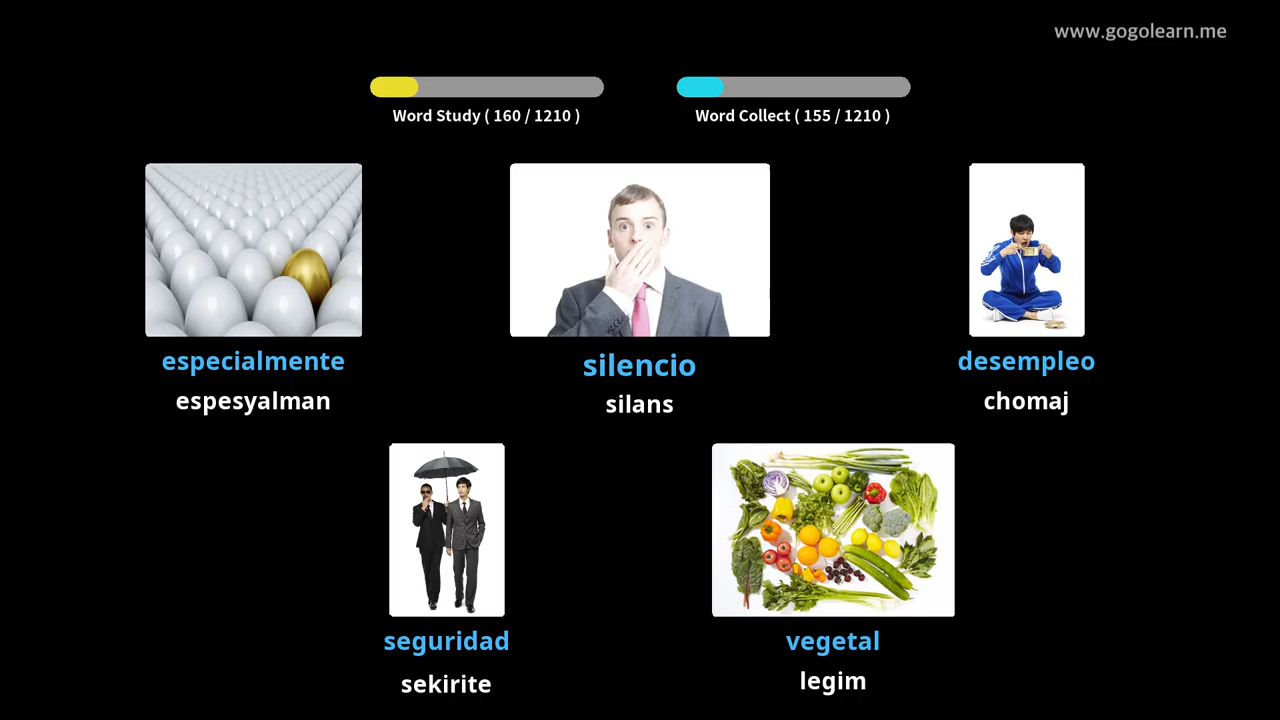 www.gogolearn.me
Word Study ( 160 / 1210 )
Word Collect ( 155 / 1210 )
especialmente
espesyalman
silencio
silans
desempleo
chomaj
seguridad
sekirite
vegetal
legim